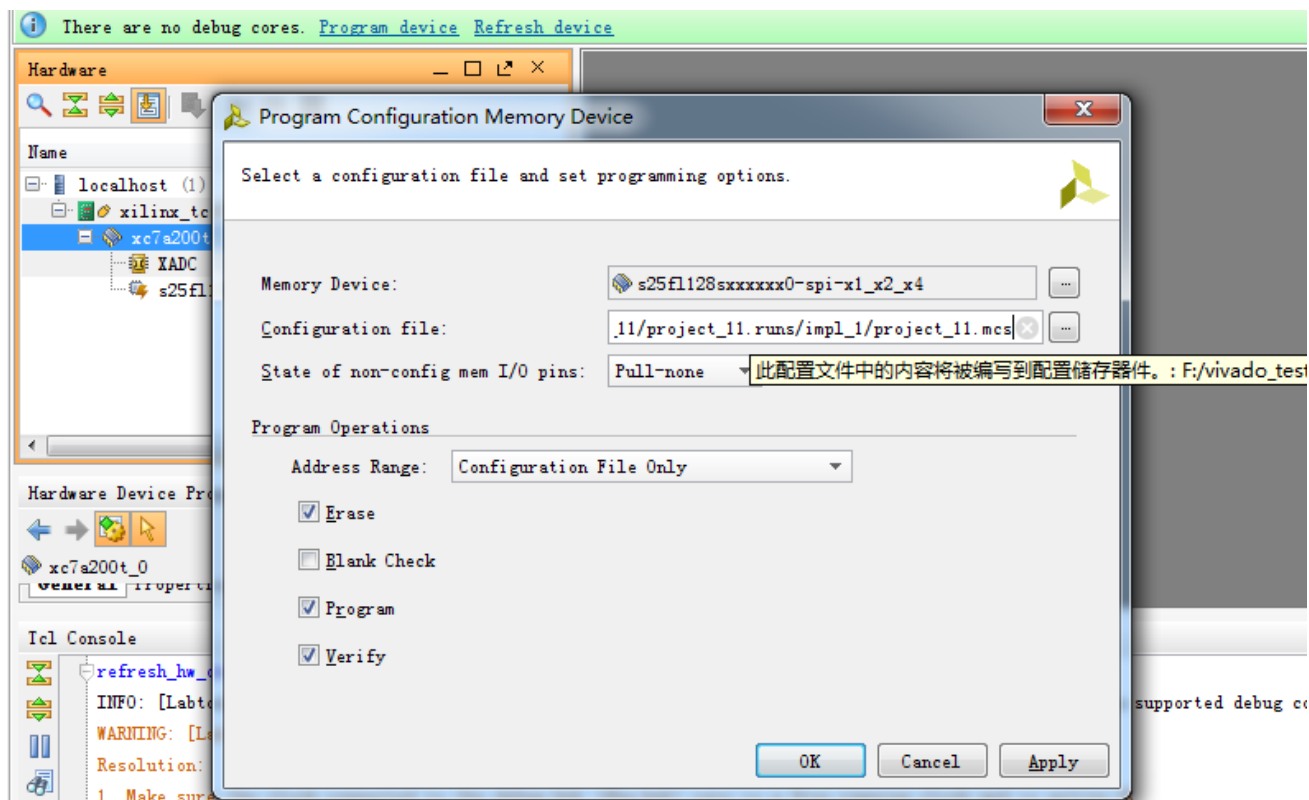 There are no debug cores. Program device Refresh device
Hardware
Program Configuration Memory Device
Name
Select a configuration file and set programming options.
localhost (1)
xilinx_tc
xc7a200t
XADC
s25fl1
Memory Device:
s25fl128sxxxxxx0-spi-x1_x2_x4
...
Configuration file:
_11/project_11.runs/impl_1/project_11.mcs
...
State of non-config mem I/O pins:
Pull-none
此配置文件中的内容将被编写到配置储存器件。: F:/vivado_test
Program Operations
Address Range:
Configuration File Only
Erase
Blank Check
Program
Verify
Hardware Device Pro
xc7a200t_0
General Properti
Tcl Console
refresh_hw_d
INFO: [Labto
supported debug co
WARNING: [La
Resolution:
1. Make sure
OK
Cancel
Apply